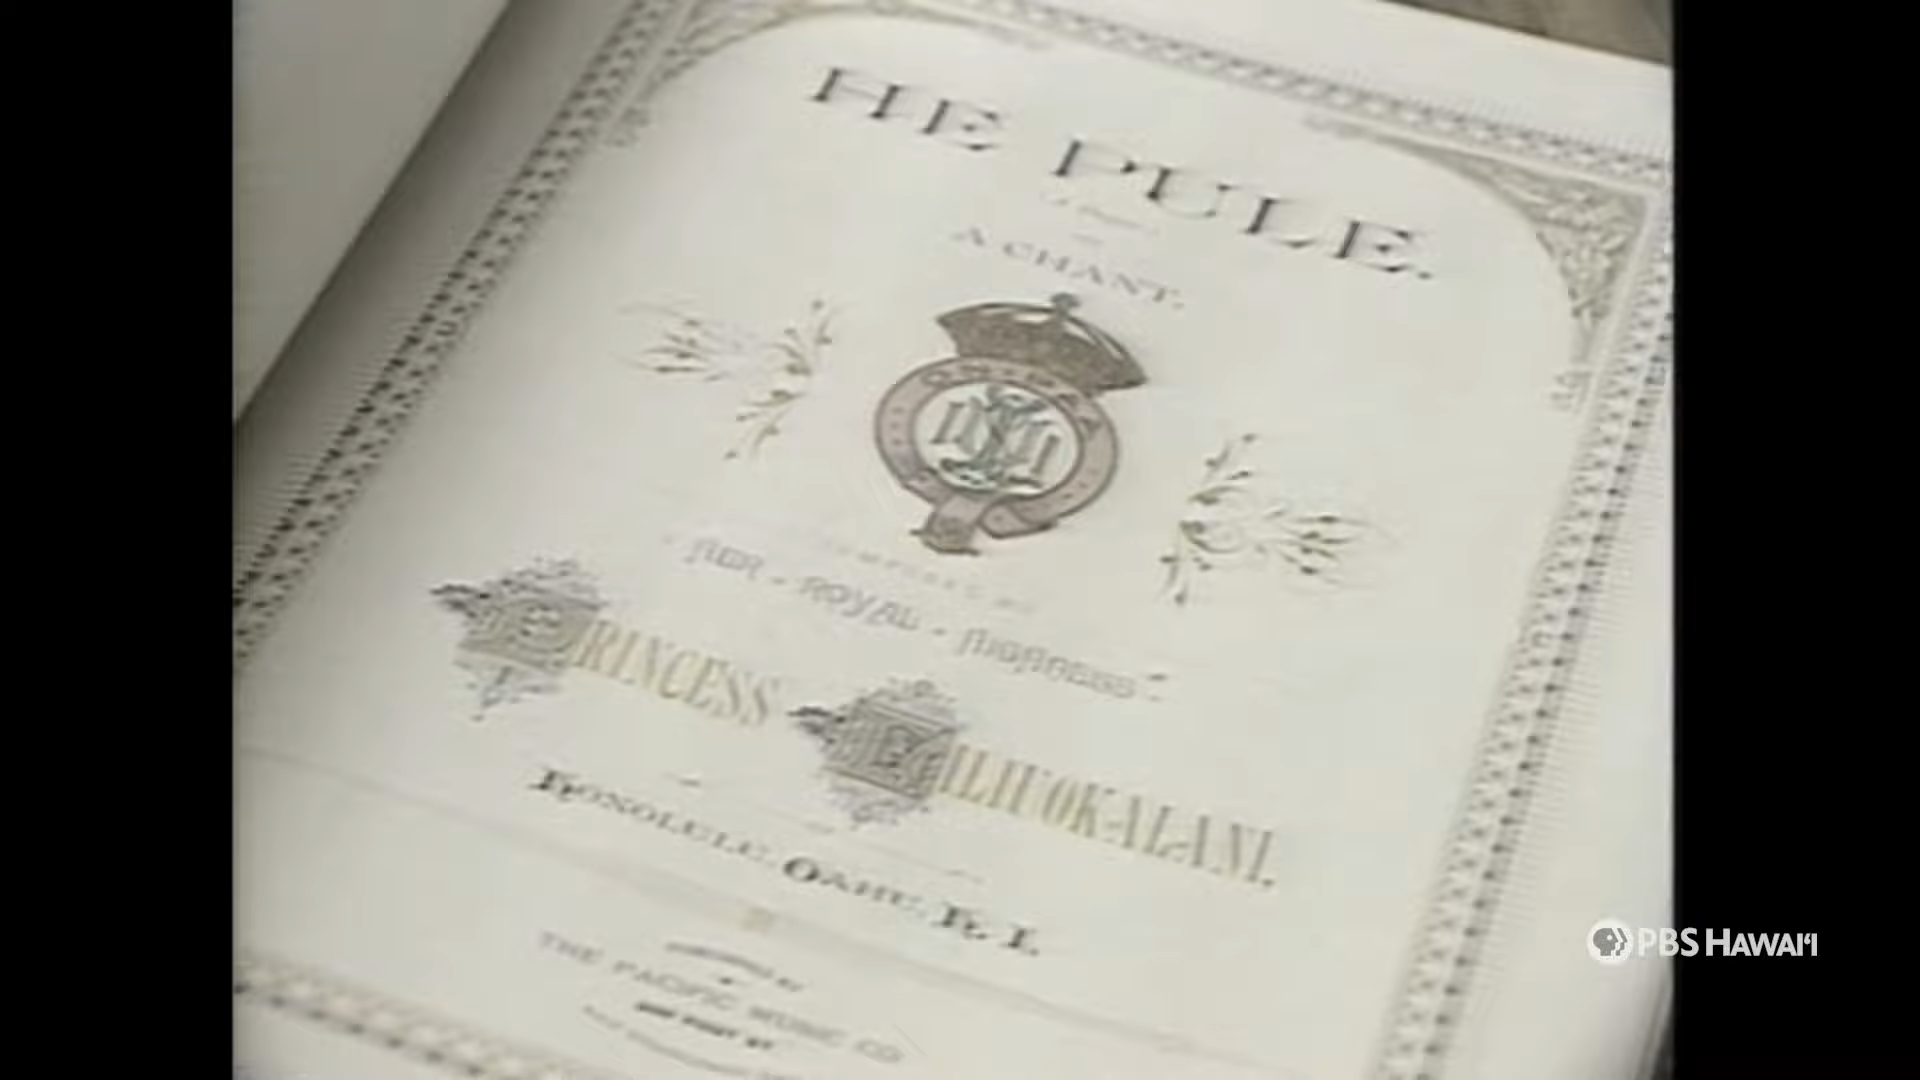 HE PULE.
A CHANT.
HER - ROYAL - HIGHNESS -
PRINCESS LILIUOKALANI.
HONOLULU. OAHU. H. I.
THE PACIFIC MUSIC CO
PBS HAWAIʻI